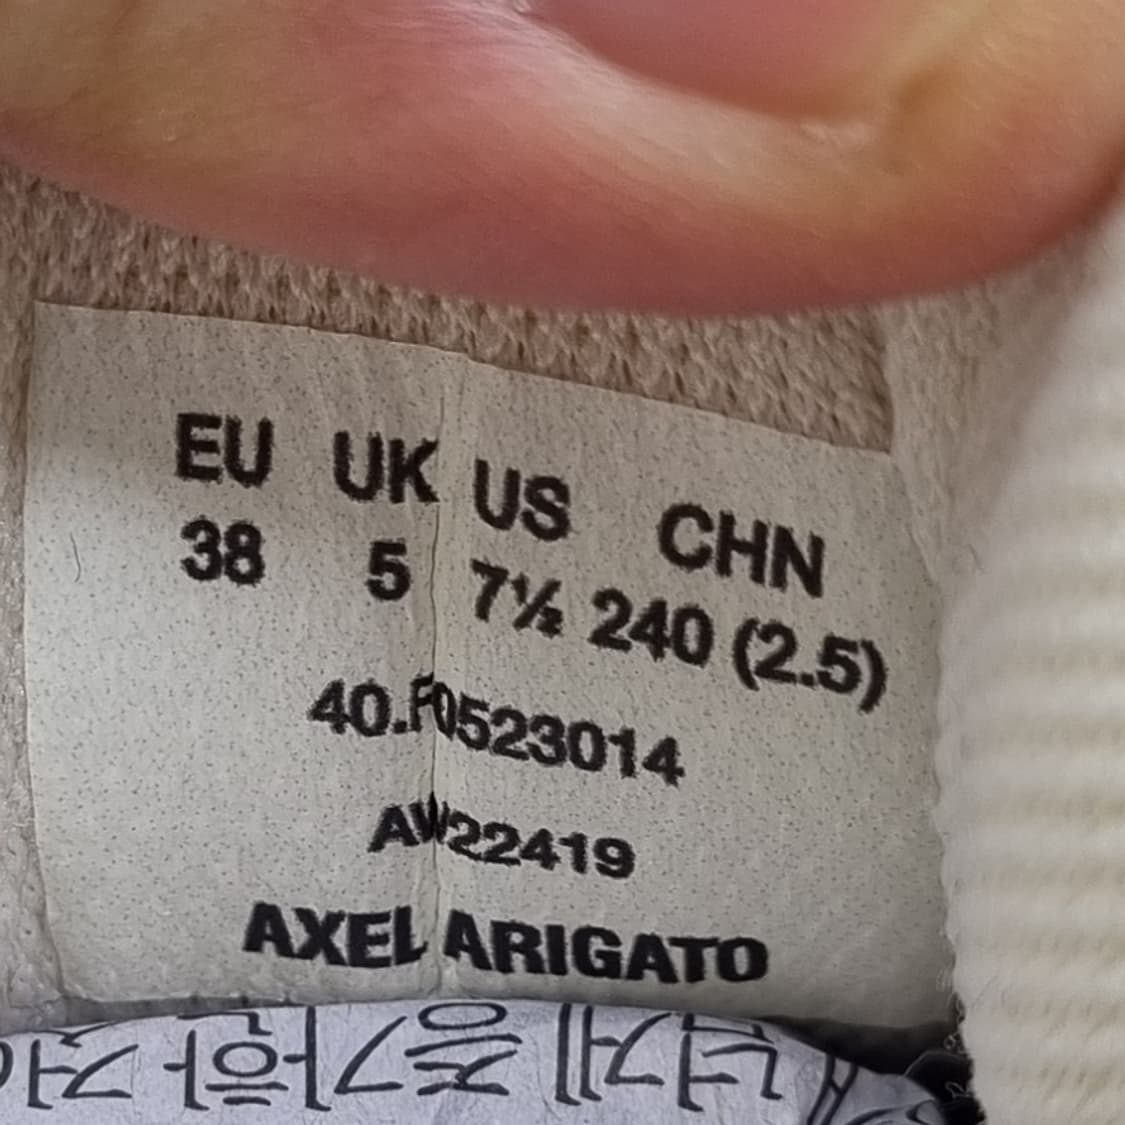 EU UK US CHN
38 5 7½ 240 (2.5)
40.F0523014
AW22419
AXEL ARIGATO